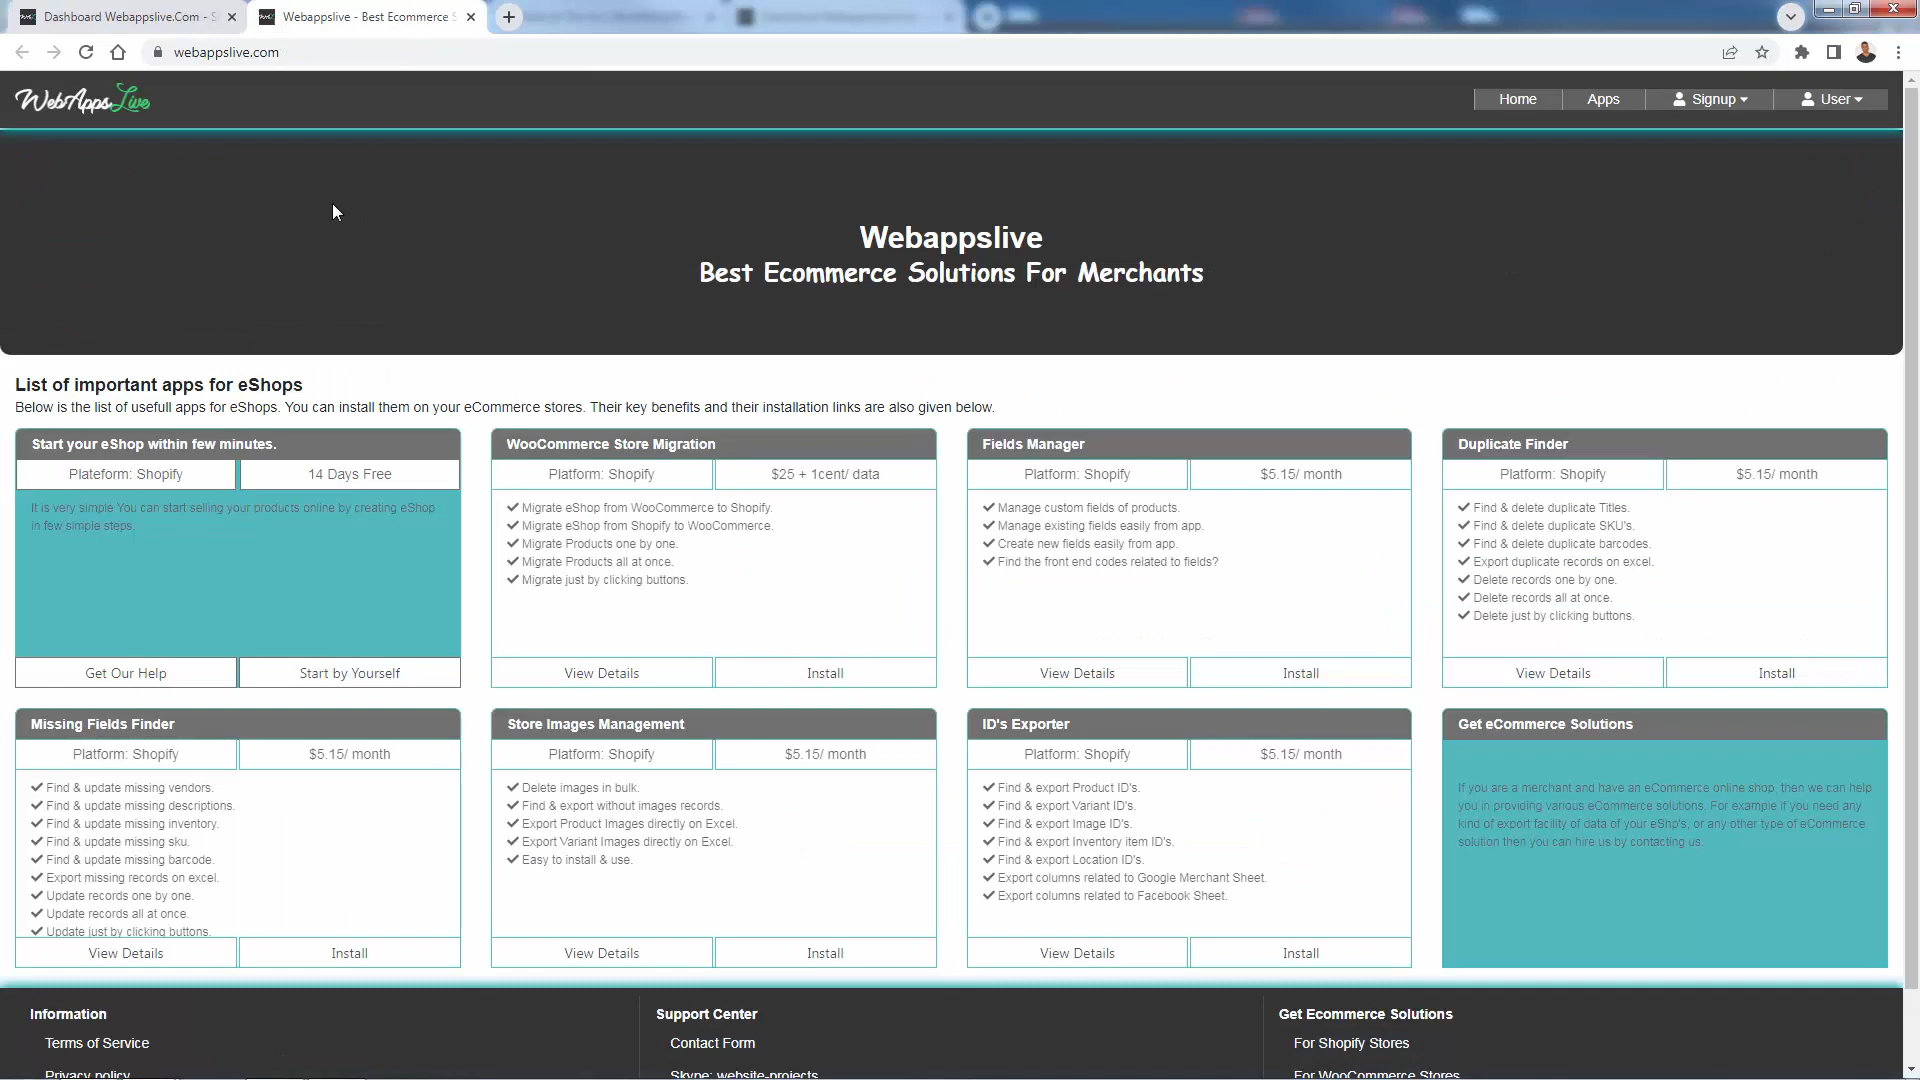 Dashboard Webappslive.Com - S
Webappslive - Best Ecommerce S
webappslive.com
WebApps Live
Home
Apps
Signup
User
Webappslive
Best Ecommerce Solutions For Merchants
List of important apps for eShops
Below is the list of usefull apps for eShops. You can install them on your eCommerce stores. Their key benefits and their installation links are also given below.
Start your eShop within few minutes.
Plateform: Shopify
14 Days Free
It is very simple You can start selling your products online by creating eShop
in few simple steps.
Get Our Help
Start by Yourself
WooCommerce Store Migration
Platform: Shopify
$25 + 1cent/ data
Migrate eShop from WooCommerce to Shopify.
Migrate eShop from Shopify to WooCommerce.
Migrate Products one by one.
Migrate Products all at once.
Migrate just by clicking buttons.
View Details
Install
Fields Manager
Platform: Shopify
$5.15/ month
Manage custom fields of products.
Manage existing fields easily from app.
Create new fields easily from app.
Find the front end codes related to fields?
View Details
Install
Duplicate Finder
Platform: Shopify
$5.15/ month
Find & delete duplicate Titles.
Find & delete duplicate SKU's.
Find & delete duplicate barcodes.
Export duplicate records on excel.
Delete records one by one.
Delete records all at once.
Delete just by clicking buttons.
View Details
Install
Missing Fields Finder
Platform: Shopify
$5.15/ month
Find & update missing vendors.
Find & update missing descriptions.
Find & update missing inventory.
Find & update missing sku.
Find & update missing barcode.
Export missing records on excel.
Update records one by one.
Update records all at once.
Update just by clicking buttons.
View Details
Install
Store Images Management
Platform: Shopify
$5.15/ month
Delete images in bulk.
Find & export without images records.
Export Product Images directly on Excel.
Export Variant Images directly on Excel.
Easy to install & use.
View Details
Install
ID's Exporter
Platform: Shopify
$5.15/ month
Find & export Product ID's.
Find & export Variant ID's.
Find & export Image ID's.
Find & export Inventory item ID's.
Find & export Location ID's.
Export columns related to Google Merchant Sheet.
Export columns related to Facebook Sheet.
View Details
Install
Get eCommerce Solutions
If you are a merchant and have an eCommerce online shop, then we can help
you in providing various eCommerce solutions. For example if you need any
kind of export facility of data of your eShp's, or any other type of eCommerce
solution then you can hire us by contacting us.
Information
Terms of Service
Privacy policy
Support Center
Contact Form
Skype: website-projects
Get Ecommerce Solutions
For Shopify Stores
For WooCommerce Stores